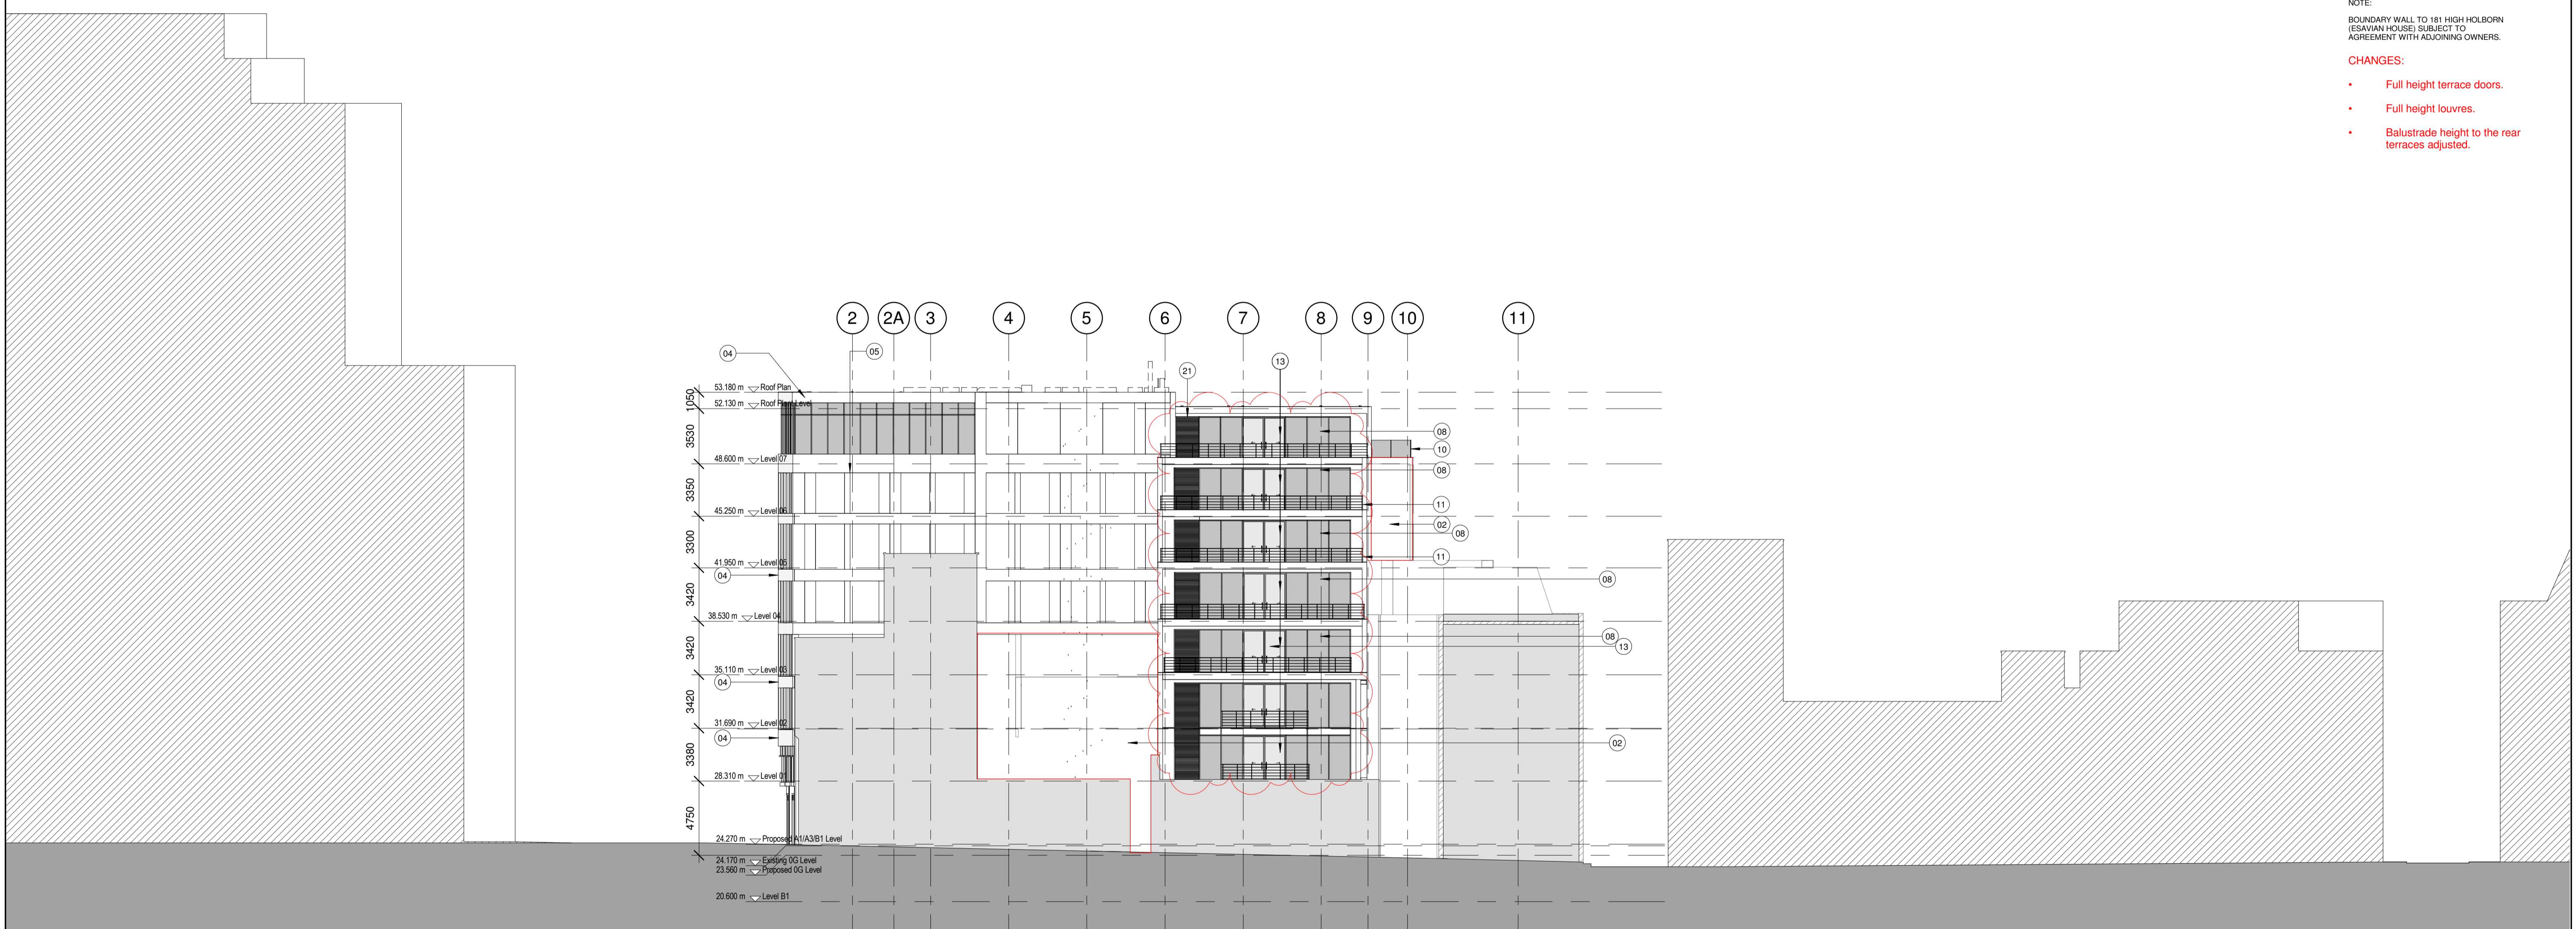 NOTE:
BOUNDARY WALL TO 181 HIGH HOLBORN
(ESAVIAN HOUSE) SUBJECT TO
AGREEMENT WITH ADJOINING OWNERS.
CHANGES:
• Full height terrace doors.
• Full height louvres.
• Balustrade height to the rear
terraces adjusted.
2 2A 3 4 5 6 7 8 9 10 11
04
05
13
21
53.180 m Roof Plan
1050
52.130 m Roof Plant Level
3530
08
10
48.600 m Level 07
08
3350
11
45.250 m Level 06
02
08
3300
11
41.950 m Level 05
04
08
3420
38.530 m Level 04
08
13
3420
35.110 m Level 03
04
3420
31.690 m Level 02
04
02
3380
28.310 m Level 01
4750
24.270 m Proposed A1/A3/B1 Level
24.170 m Existing 0G Level
23.560 m Proposed 0G Level
20.600 m Level B1